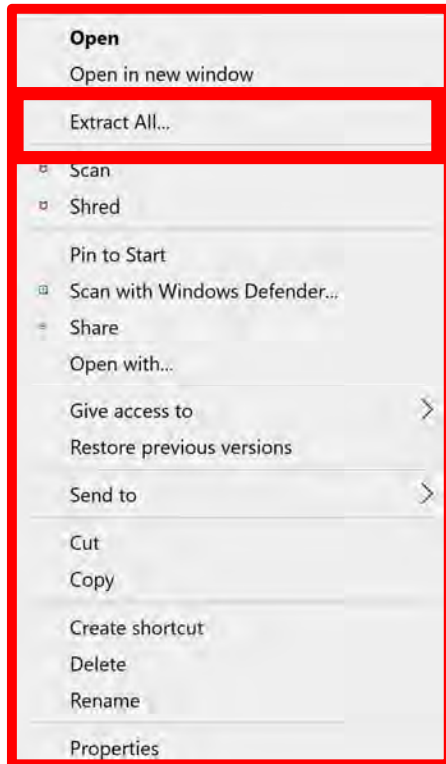 Open
Open in new window
Extract All...
Scan
Shred
Pin to Start
Scan with Windows Defender...
Share
Open with...
Give access to
Restore previous versions
Send to
Cut
Copy
Create shortcut
Delete
Rename
Properties